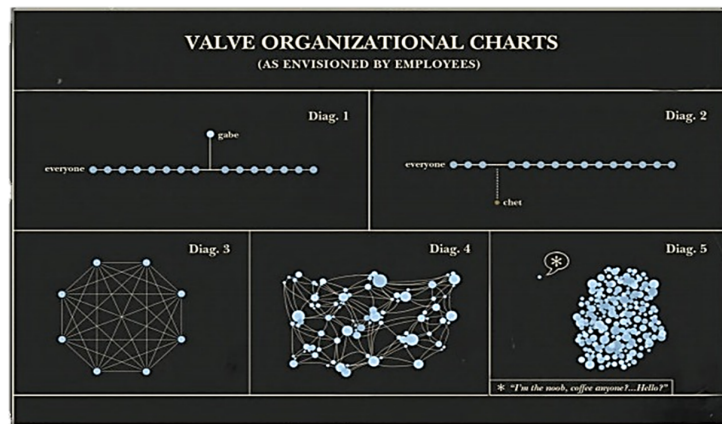 VALVE ORGANIZATIONAL CHARTS
(AS ENVISIONED BY EMPLOYEES)
Diag. 1
gabe
everyone
Diag. 2
everyone
chet
Diag. 3
Diag. 4
Diag. 5
*
* "I'm the noob, coffee anyone?...Hello?"